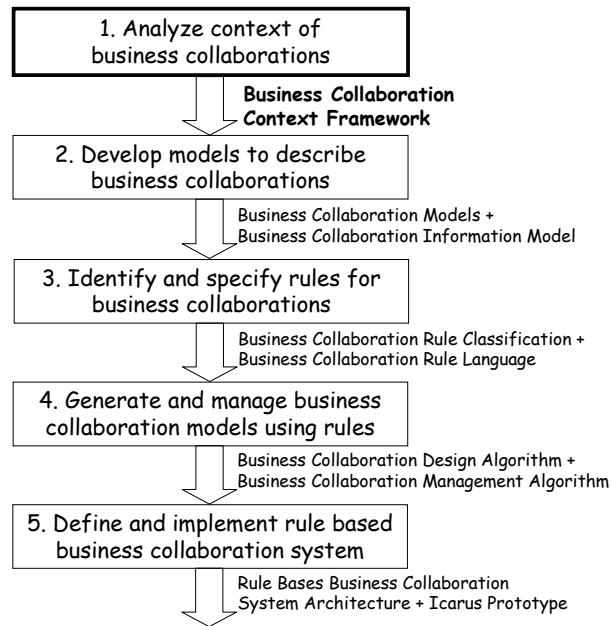 1. Analyze context of
business collaborations
Business Collaboration
Context Framework
2. Develop models to describe
business collaborations
Business Collaboration Models +
Business Collaboration Information Model
3. Identify and specify rules for
business collaborations
Business Collaboration Rule Classification +
Business Collaboration Rule Language
4. Generate and manage business
collaboration models using rules
Business Collaboration Design Algorithm +
Business Collaboration Management Algorithm
5. Define and implement rule based
business collaboration system
Rule Bases Business Collaboration
System Architecture + Icarus Prototype